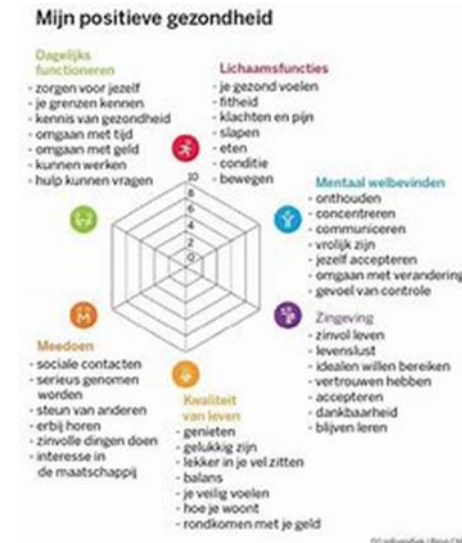 Mijn positieve gezondheid
Dagelijks
functioneren
- zorgen voor jezelf
- je grenzen kennen
- kennis van gezondheid
- omgaan met tijd
- omgaan met geld
- kunnen werken
- hulp kunnen vragen
Lichaamsfuncties
- je gezond voelen
- fitheid
- klachten en pijn
- slapen
- eten
- conditie
- bewegen
10
8
6
4
2
0
Mentaal welbevinden
- onthouden
- concentreren
- communiceren
- vrolijk zijn
- jezelf accepteren
- omgaan met verandering
- gevoel van controle
Zingeving
- zinvol leven
- levenslust
- idealen willen bereiken
- vertrouwen hebben
- accepteren
- dankbaarheid
- blijven leren
Meedoen
- sociale contacten
- serieus genomen
worden
- steun van anderen
- erbij horen
- zinvolle dingen doen
- interesse in
de maatschappij
Kwaliteit
van leven
- genieten
- gelukkig zijn
- lekker in je vel zitten
- balans
- je veilig voelen
- hoe je woont
- rondkomen met je geld